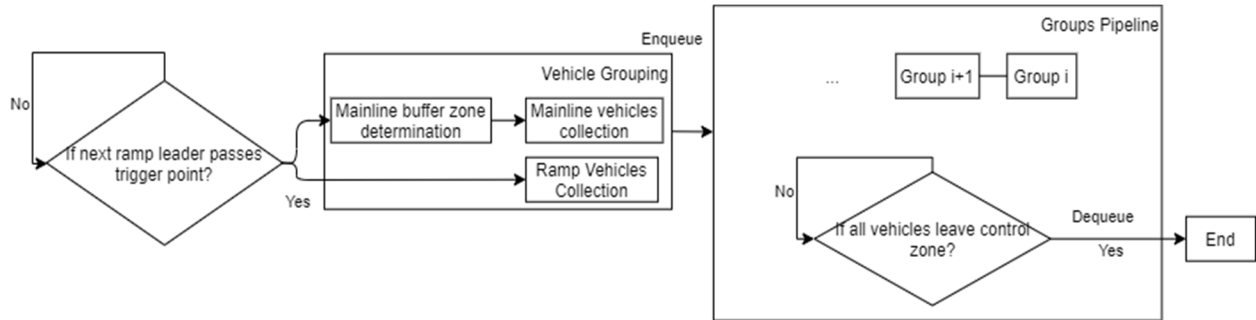 No
If next ramp leader passes
trigger point?
Yes
Enqueue
Vehicle Grouping
Mainline buffer zone
determination
Mainline vehicles
collection
Ramp Vehicles
Collection
Groups Pipeline
...
Group i+1
Group i
No
If all vehicles leave control
zone?
Dequeue
Yes
End